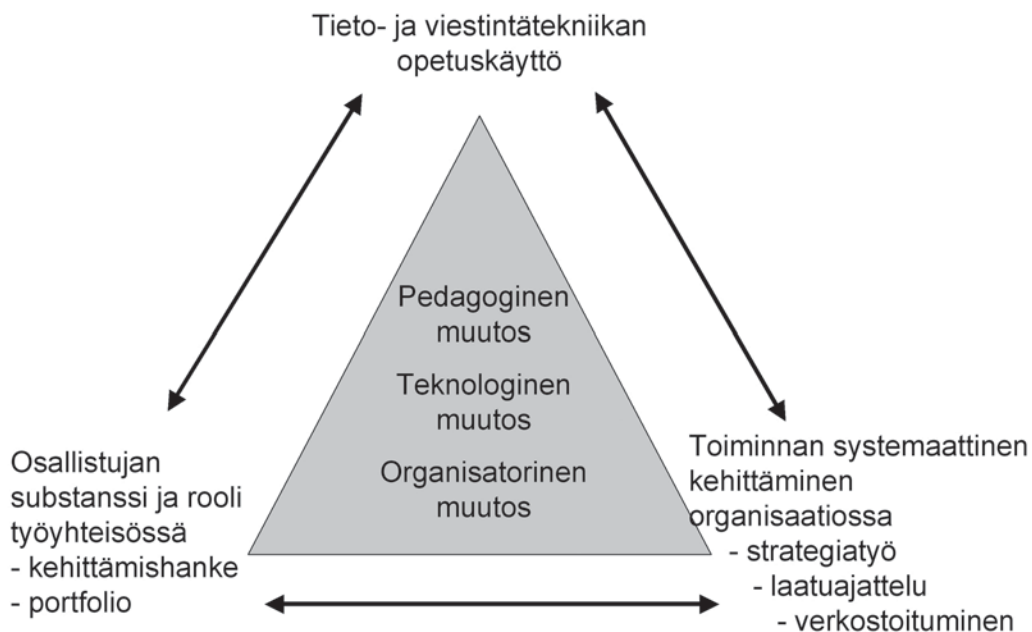 Tieto- ja viestintätekniikan
opetuskäyttö
Pedagoginen
muutos
Teknologinen
muutos
Organisatorinen
muutos
Osallistujan
substanssi ja rooli
työyhteisössä
- kehittämishanke
- portfolio
Toiminnan systemaattinen
kehittäminen
organisaatiossa
- strategiatyö
- laatuajattelu
- verkostoituminen